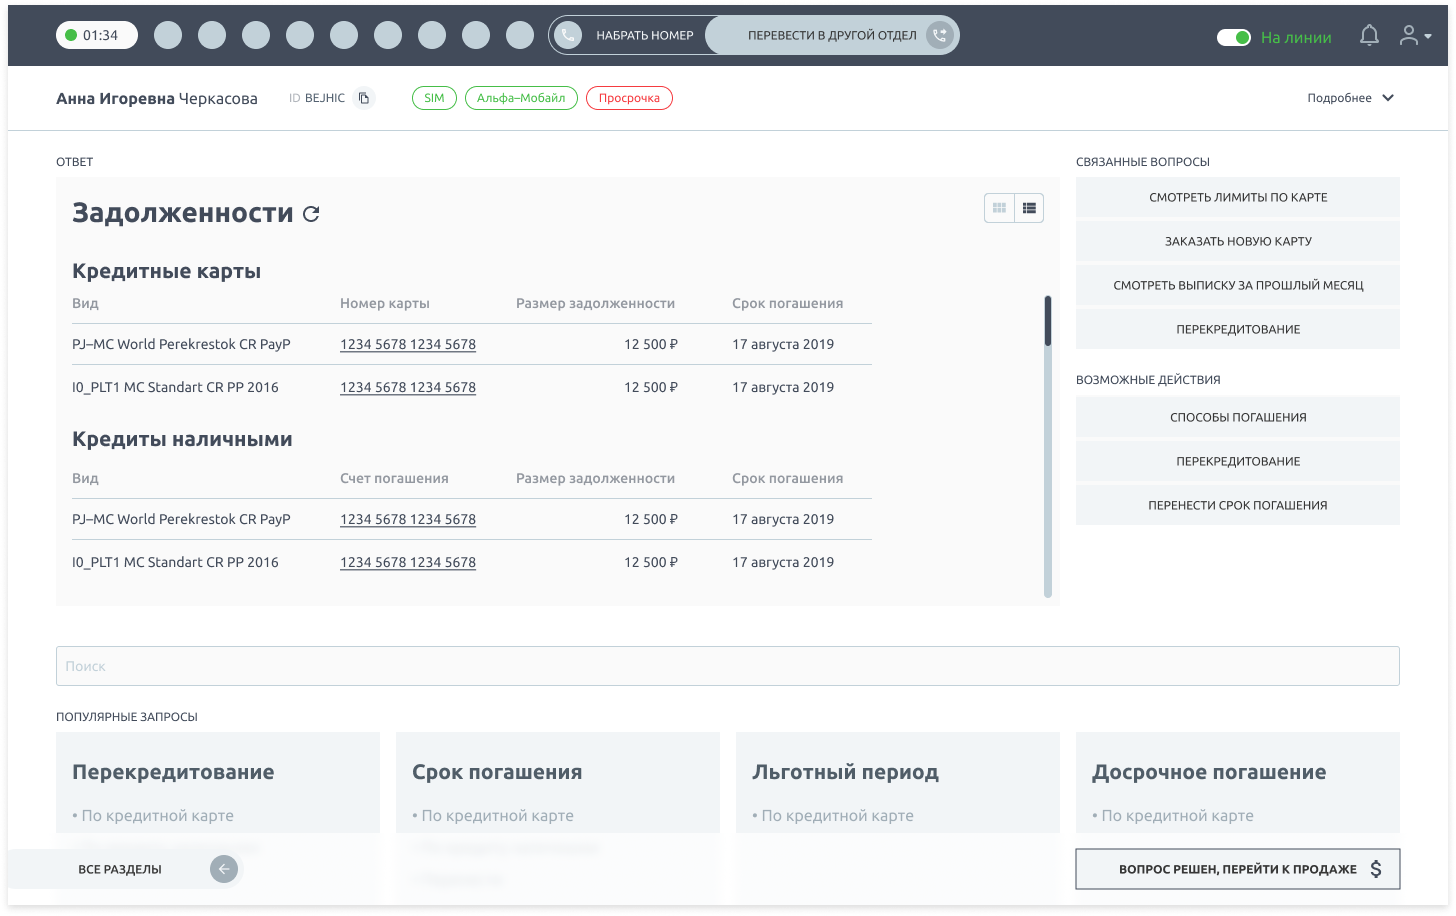 01:34 НАБРАТЬ НОМЕР ПЕРЕВЕСТИ В ДРУГОЙ ОТДЕЛ На линии
Анна Игоревна Черкасова ID BEJHIC SIM Альфа–Мобайл Просрочка Подробнее
ОТВЕТ
Задолженности
Кредитные карты
Вид Номер карты Размер задолженности Срок погашения
PJ–MC World Perekrestok CR PayP 1234 5678 1234 5678 12 500 ₽ 17 августа 2019
I0_PLT1 MC Standart CR PP 2016 1234 5678 1234 5678 12 500 ₽ 17 августа 2019
Кредиты наличными
Вид Счет погашения Размер задолженности Срок погашения
PJ–MC World Perekrestok CR PayP 1234 5678 1234 5678 12 500 ₽ 17 августа 2019
I0_PLT1 MC Standart CR PP 2016 1234 5678 1234 5678 12 500 ₽ 17 августа 2019
СВЯЗАННЫЕ ВОПРОСЫ
СМОТРЕТЬ ЛИМИТЫ ПО КАРТЕ
ЗАКАЗАТЬ НОВУЮ КАРТУ
СМОТРЕТЬ ВЫПИСКУ ЗА ПРОШЛЫЙ МЕСЯЦ
ПЕРЕКРЕДИТОВАНИЕ
ВОЗМОЖНЫЕ ДЕЙСТВИЯ
СПОСОБЫ ПОГАШЕНИЯ
ПЕРЕКРЕДИТОВАНИЕ
ПЕРЕНЕСТИ СРОК ПОГАШЕНИЯ
Поиск
ПОПУЛЯРНЫЕ ЗАПРОСЫ
Перекредитование
• По кредитной карте
Срок погашения
• По кредитной карте
Льготный период
• По кредитной карте
Досрочное погашение
• По кредитной карте
ВСЕ РАЗДЕЛЫ
ВОПРОС РЕШЕН, ПЕРЕЙТИ К ПРОДАЖЕ $